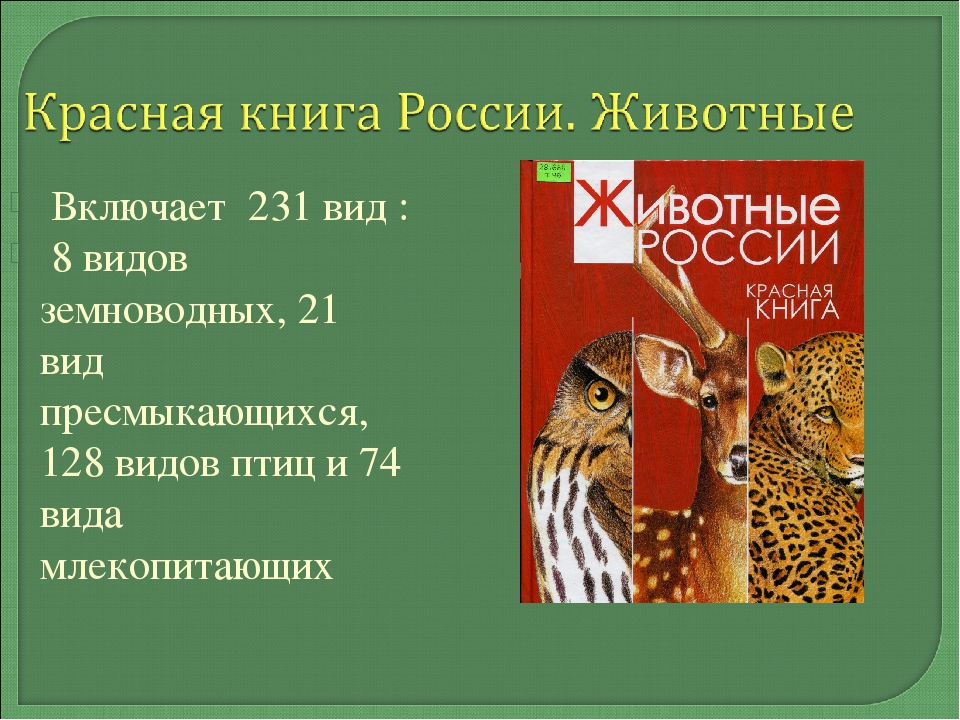 Красная книга России. Животные
Включает 231 вид :
8 видов
земноводных, 21
вид
пресмыкающихся,
128 видов птиц и 74
вида
млекопитающих
Животные
РОССИИ
КРАСНАЯ
КНИГА